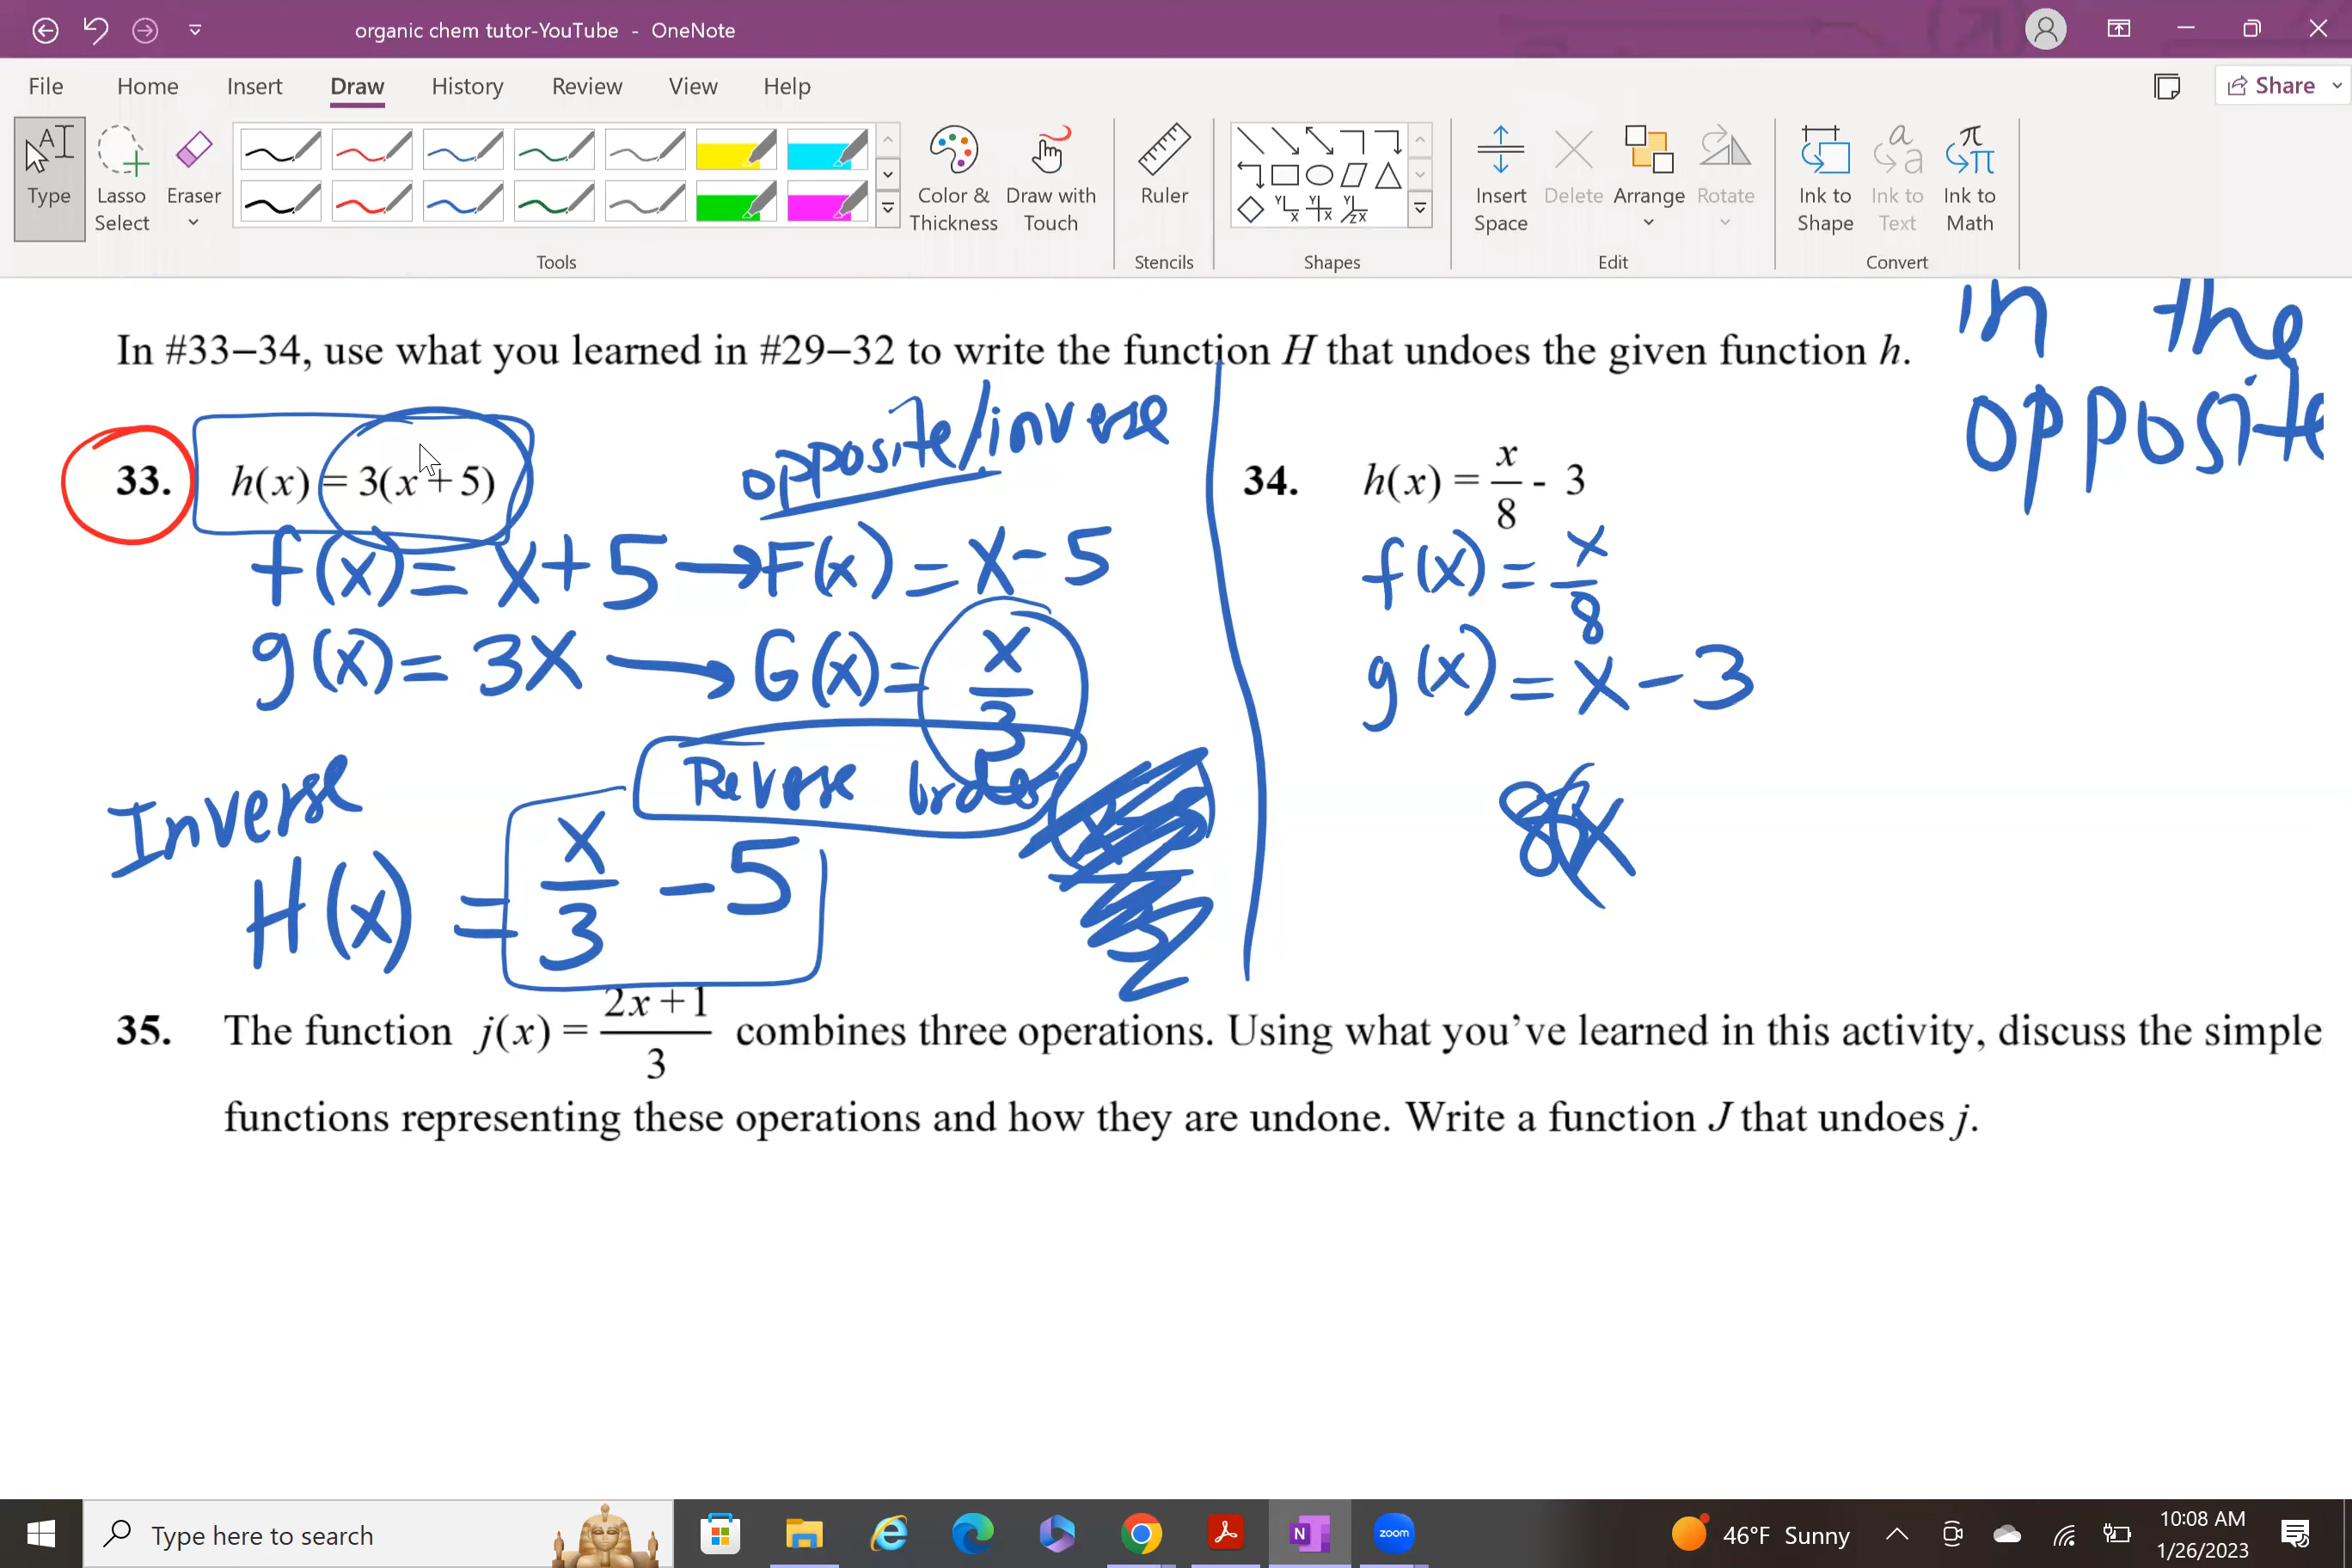 organic chem tutor-YouTube - OneNote
File Home Insert Draw History Review View Help Share
Type
Lasso Select
Eraser
Color & Thickness
Draw with Touch
Ruler
Insert Space
Delete
Arrange
Rotate
Ink to Shape
Ink to Text
Ink to Math
Tools Stencils Shapes Edit Convert
in the
opposite
In #33–34, use what you learned in #29–32 to write the function H that undoes the given function h.
33. h(x) = 3(x + 5)
opposite/inverse
f(x) = x + 5 → F(x) = x - 5
g(x) = 3x → G(x) = x/3
Reverse order
Inverse
H(x) = x/3 - 5
34. h(x) = x/8 - 3
f(x) = x/8
g(x) = x - 3
35. The function j(x) = (2x + 1)/3 combines three operations. Using what you’ve learned in this activity, discuss the simple
functions representing these operations and how they are undone. Write a function J that undoes j.
Type here to search
zoom
46°F Sunny
10:08 AM
1/26/2023